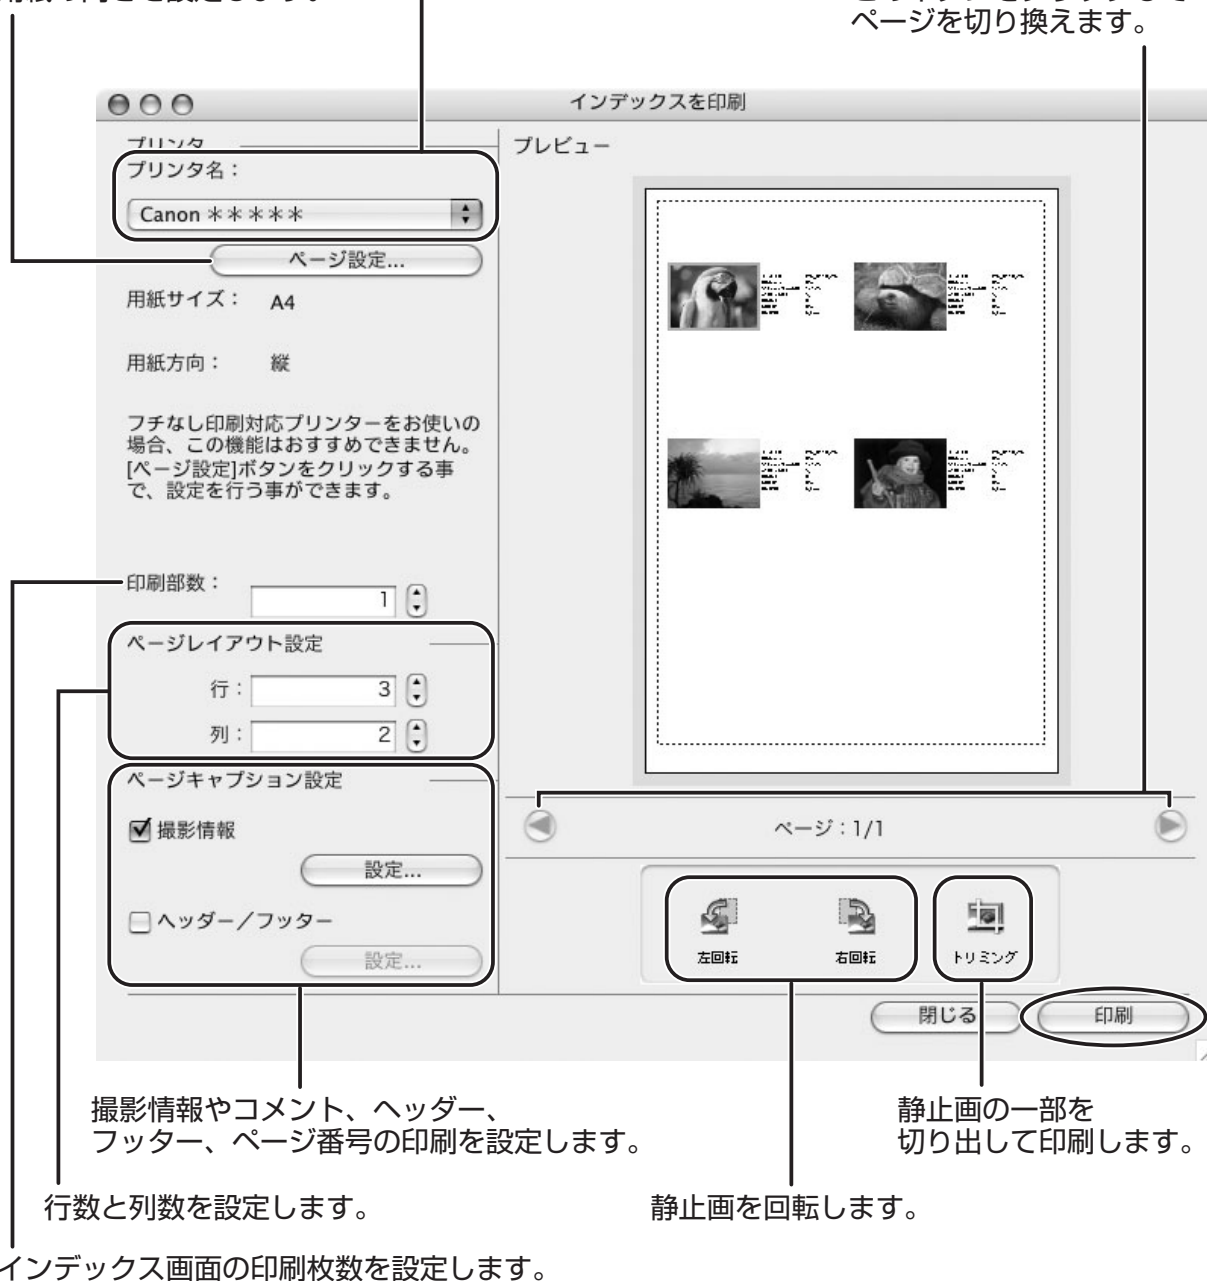 ページを切り換えます。
インデックスを印刷
プリンタ
プリンタ名：
Canon ＊＊＊＊＊
ページ設定...
用紙サイズ： A4
用紙方向： 縦
フチなし印刷対応プリンターをお使いの
場合、この機能はおすすめできません。
[ページ設定]ボタンをクリックする事
で、設定を行う事ができます。
印刷部数： 1
ページレイアウト設定
行： 3
列： 2
ページキャプション設定
撮影情報
設定...
ヘッダー／フッター
設定...
プレビュー
ページ：1/1
左回転
右回転
トリミング
閉じる
印刷
撮影情報やコメント、ヘッダー、
フッター、ページ番号の印刷を設定します。
静止画の一部を
切り出して印刷します。
行数と列数を設定します。
静止画を回転します。
インデックス画面の印刷枚数を設定します。